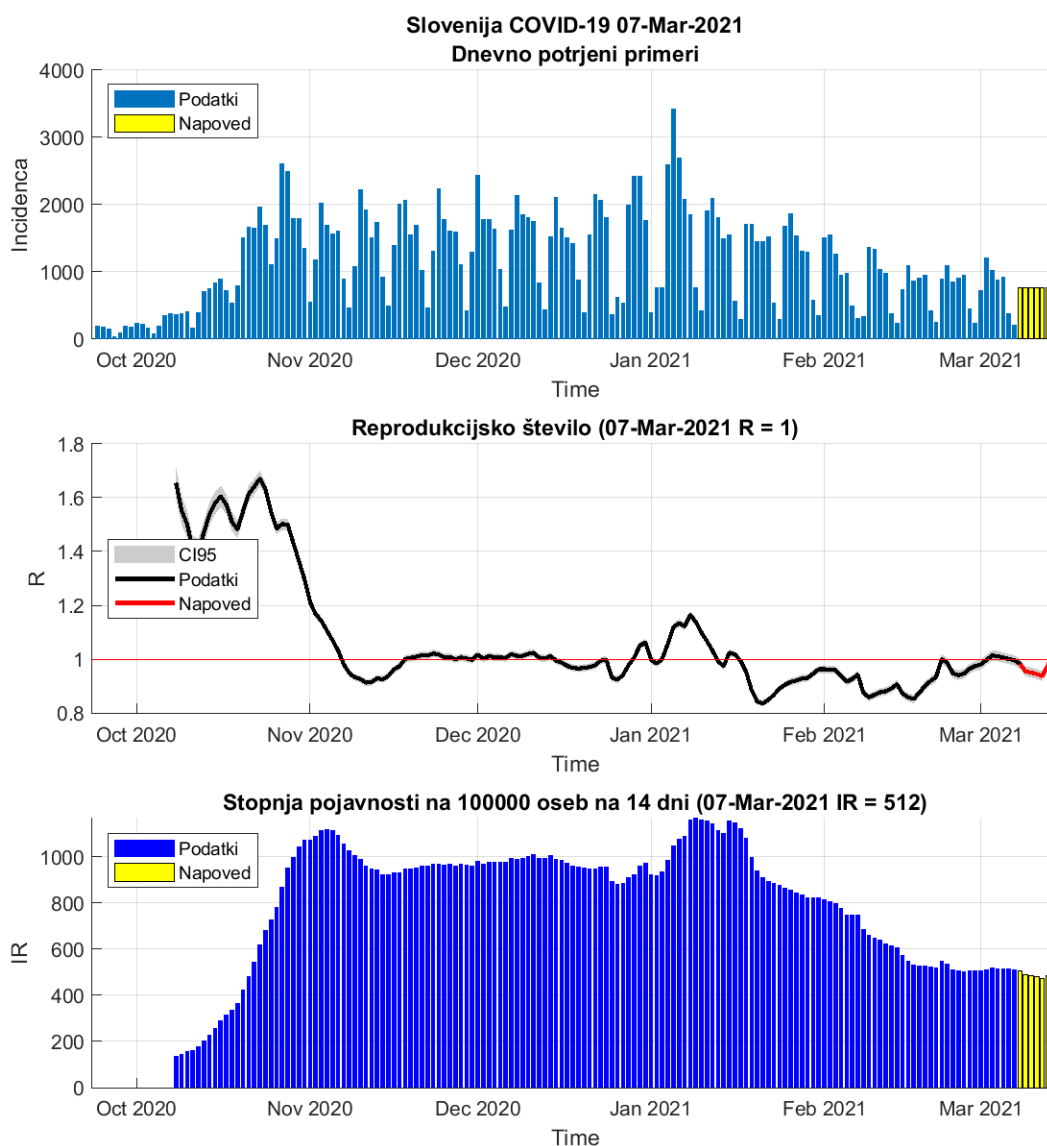 Slovenija COVID-19 07-Mar-2021
Dnevno potrjeni primeri
4000
3000
2000
1000
0
Incidenca
Podatki
Napoved
Oct 2020 Nov 2020 Dec 2020 Jan 2021 Feb 2021 Mar 2021
Time
Reprodukcijsko število (07-Mar-2021 R = 1)
1.8
1.6
1.4
1.2
1
0.8
R
CI95
Podatki
Napoved
Oct 2020 Nov 2020 Dec 2020 Jan 2021 Feb 2021 Mar 2021
Time
Stopnja pojavnosti na 100000 oseb na 14 dni (07-Mar-2021 IR = 512)
1000
800
600
400
200
0
IR
Podatki
Napoved
Oct 2020 Nov 2020 Dec 2020 Jan 2021 Feb 2021 Mar 2021
Time